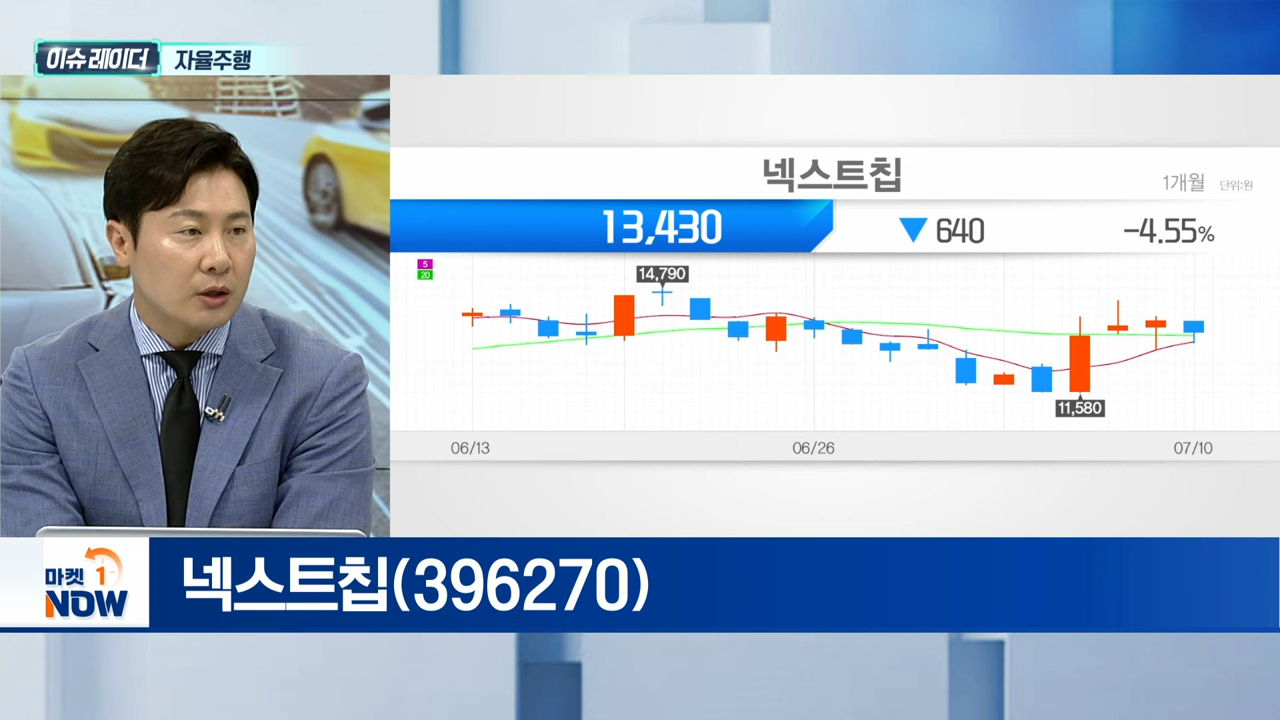 이슈 레이더 자율주행
넥스트칩
1개월 단위:원
13,430 ▼ 640 -4.55%
5
20
14,790
11,580
06/13 06/26 07/10
마켓 1
NOW
넥스트칩(396270)